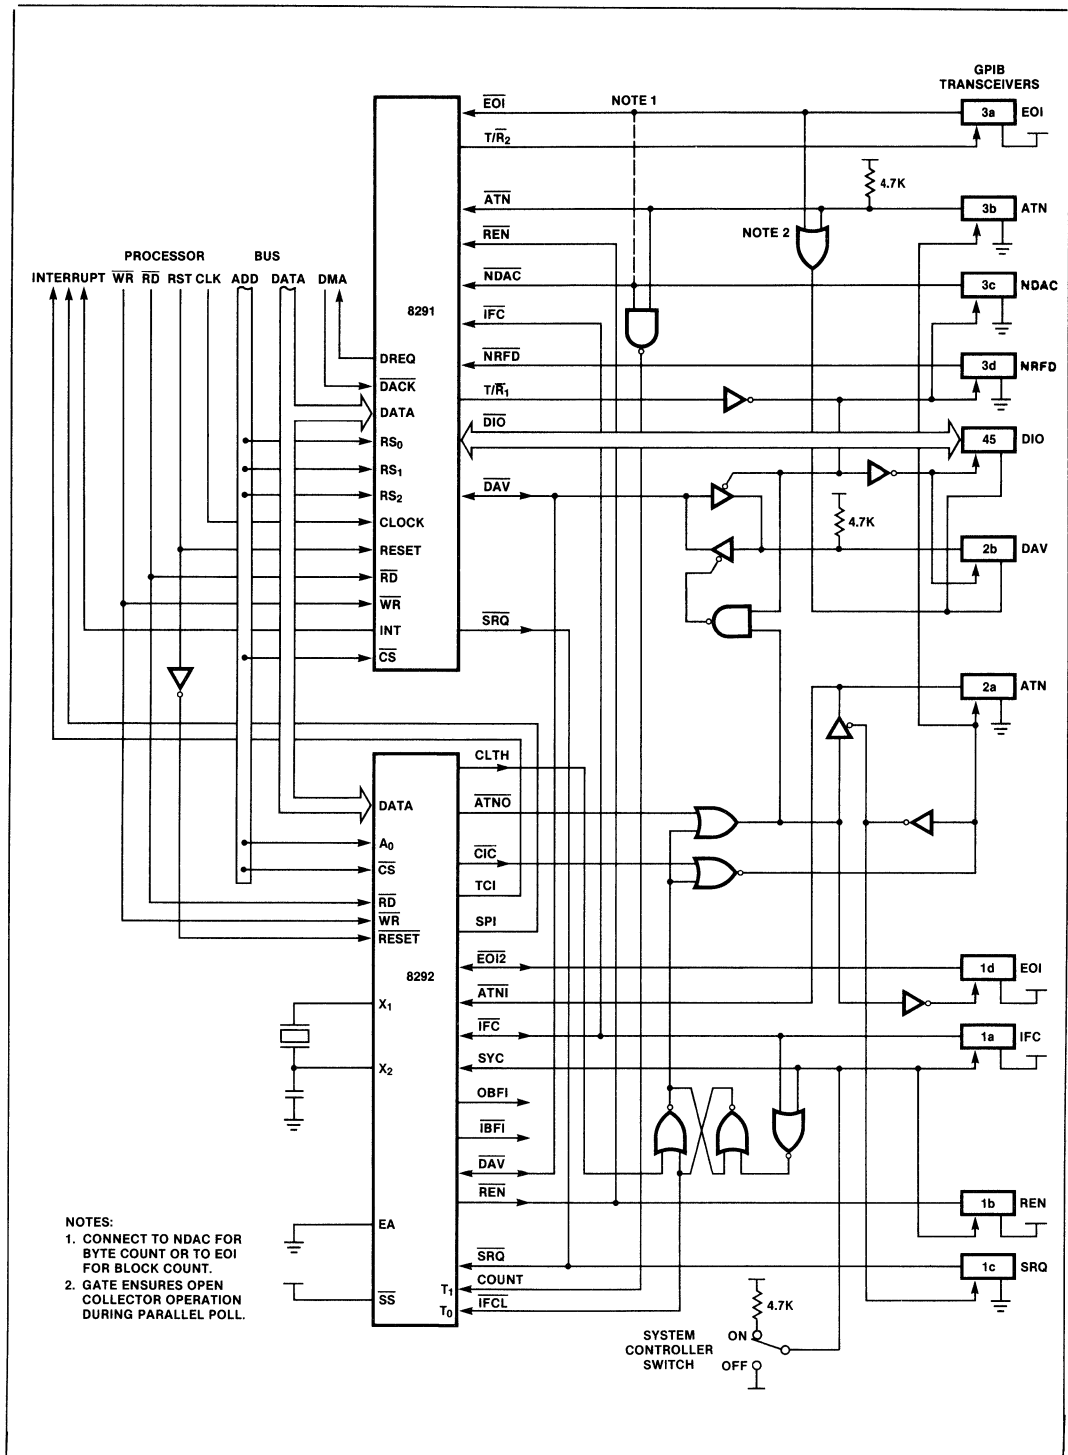 GPIB
TRANSCEIVERS
EOI
NOTE 1
3a
EOI
T/R2
4.7K
ATN
3b
ATN
REN
NOTE 2
PROCESSOR BUS
INTERRUPT WR RD RST CLK ADD DATA DMA
NDAC
3c
NDAC
8291
IFC
DREQ
NRFD
3d
NRFD
DACK
T/R1
DATA
DIO
45
DIO
RS0
RS1
RS2
DAV
CLOCK
4.7K
RESET
2b
DAV
RD
WR
INT
SRQ
CS
2a
ATN
CLTH
DATA
ATNO
A0
CIC
CS
TCI
RD
WR
SPI
RESET
EOI2
1d
EOI
8292
ATNI
X1
IFC
1a
IFC
SYC
X2
OBFI
IBFI
DAV
REN
1b
REN
NOTES:
1. CONNECT TO NDAC FOR
BYTE COUNT OR TO EOI
FOR BLOCK COUNT.
2. GATE ENSURES OPEN
COLLECTOR OPERATION
DURING PARALLEL POLL.
EA
SRQ
1c
SRQ
SS
T1
COUNT
T0
IFCL
4.7K
SYSTEM
CONTROLLER
SWITCH
ON
OFF